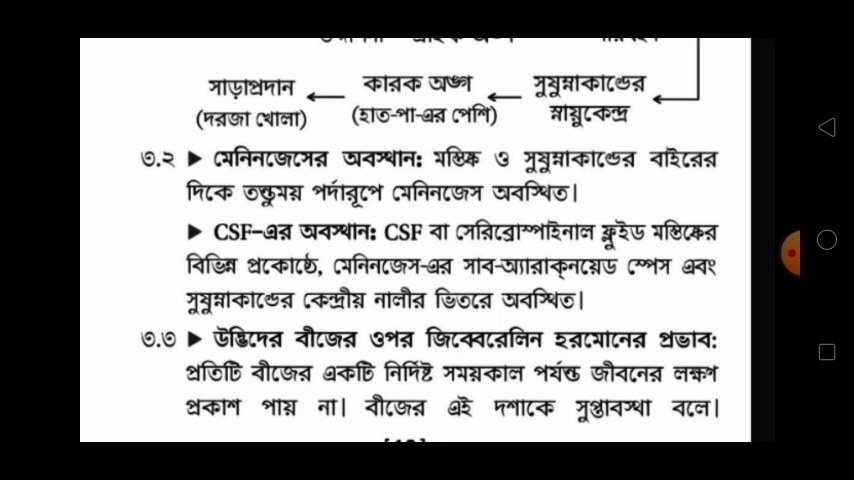 সাড়াপ্রদান ← কারক অঙ্গ ← সুষুম্নাকাণ্ডের
(দরজা খোলা) (হাত-পা-এর পেশি) স্নায়ুকেন্দ্র
৩.২ ▶ মেনিনজেসের অবস্থান: মস্তিষ্ক ও সুষুম্নাকাণ্ডের বাইরের
দিকে তন্তুময় পর্দারূপে মেনিনজেস অবস্থিত।
▶ CSF-এর অবস্থান: CSF বা সেরিব্রোস্পাইনাল ফ্লুইড মস্তিষ্কের
বিভিন্ন প্রকোষ্ঠে, মেনিনজেস-এর সাব-অ্যারাক্‌নয়েড স্পেস এবং
সুষুম্নাকাণ্ডের কেন্দ্রীয় নালীর ভিতরে অবস্থিত।
৩.৩ ▶ উদ্ভিদের বীজের ওপর জিব্বেরেলিন হরমোনের প্রভাব:
প্রতিটি বীজের একটি নির্দিষ্ট সময়কাল পর্যন্ত জীবনের লক্ষণ
প্রকাশ পায় না। বীজের এই দশাকে সুপ্তাবস্থা বলে।